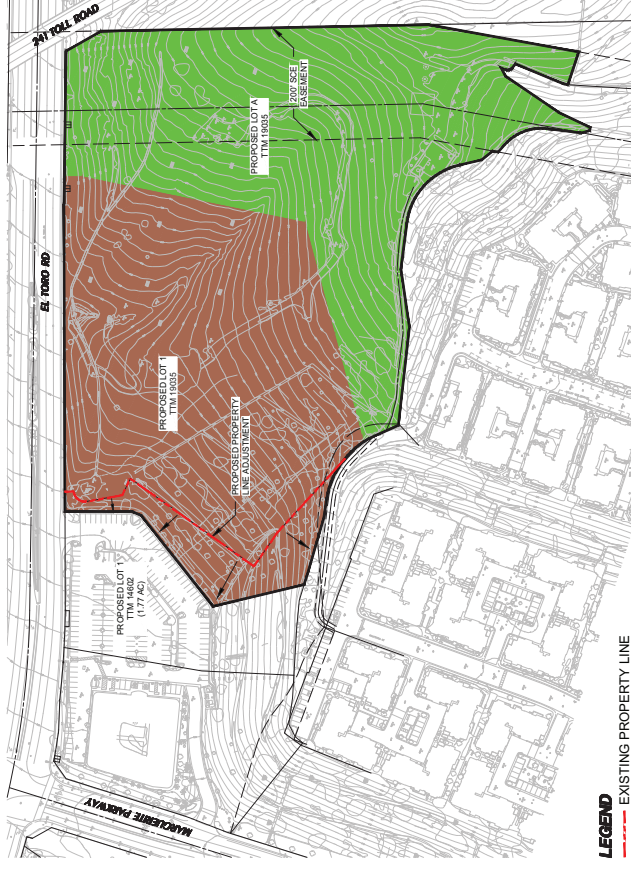 241 TOLL ROAD
EL TORO RD
PROPOSED LOT A
TTM 19035
200' SCE
EASEMENT
PROPOSED LOT 1
TTM 19035
PROPOSED PROPERTY
LINE ADJUSTMENT
PROPOSED LOT 1
TTM 14602
(1.77 AC)
MARGUERITE PARKWAY
LEGEND
EXISTING PROPERTY LINE